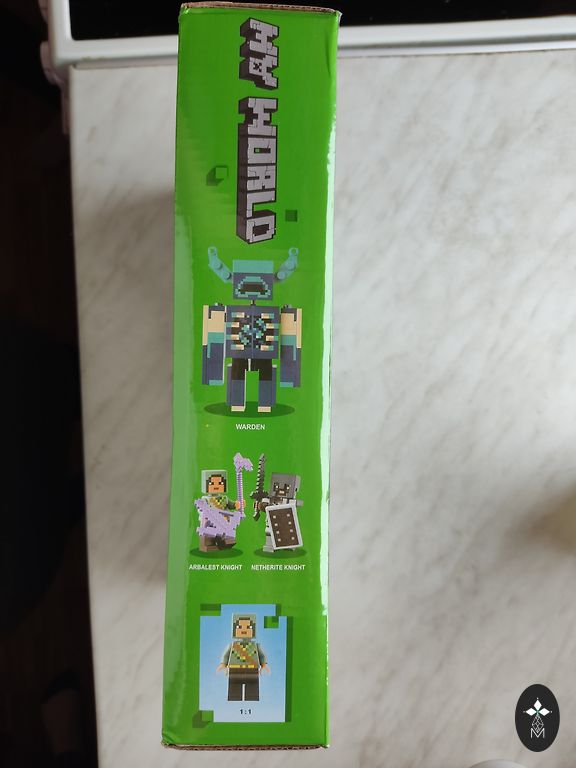 MY WORLD
WARDEN
ARBALEST KNIGHT
NETHERITE KNIGHT
1:1
M